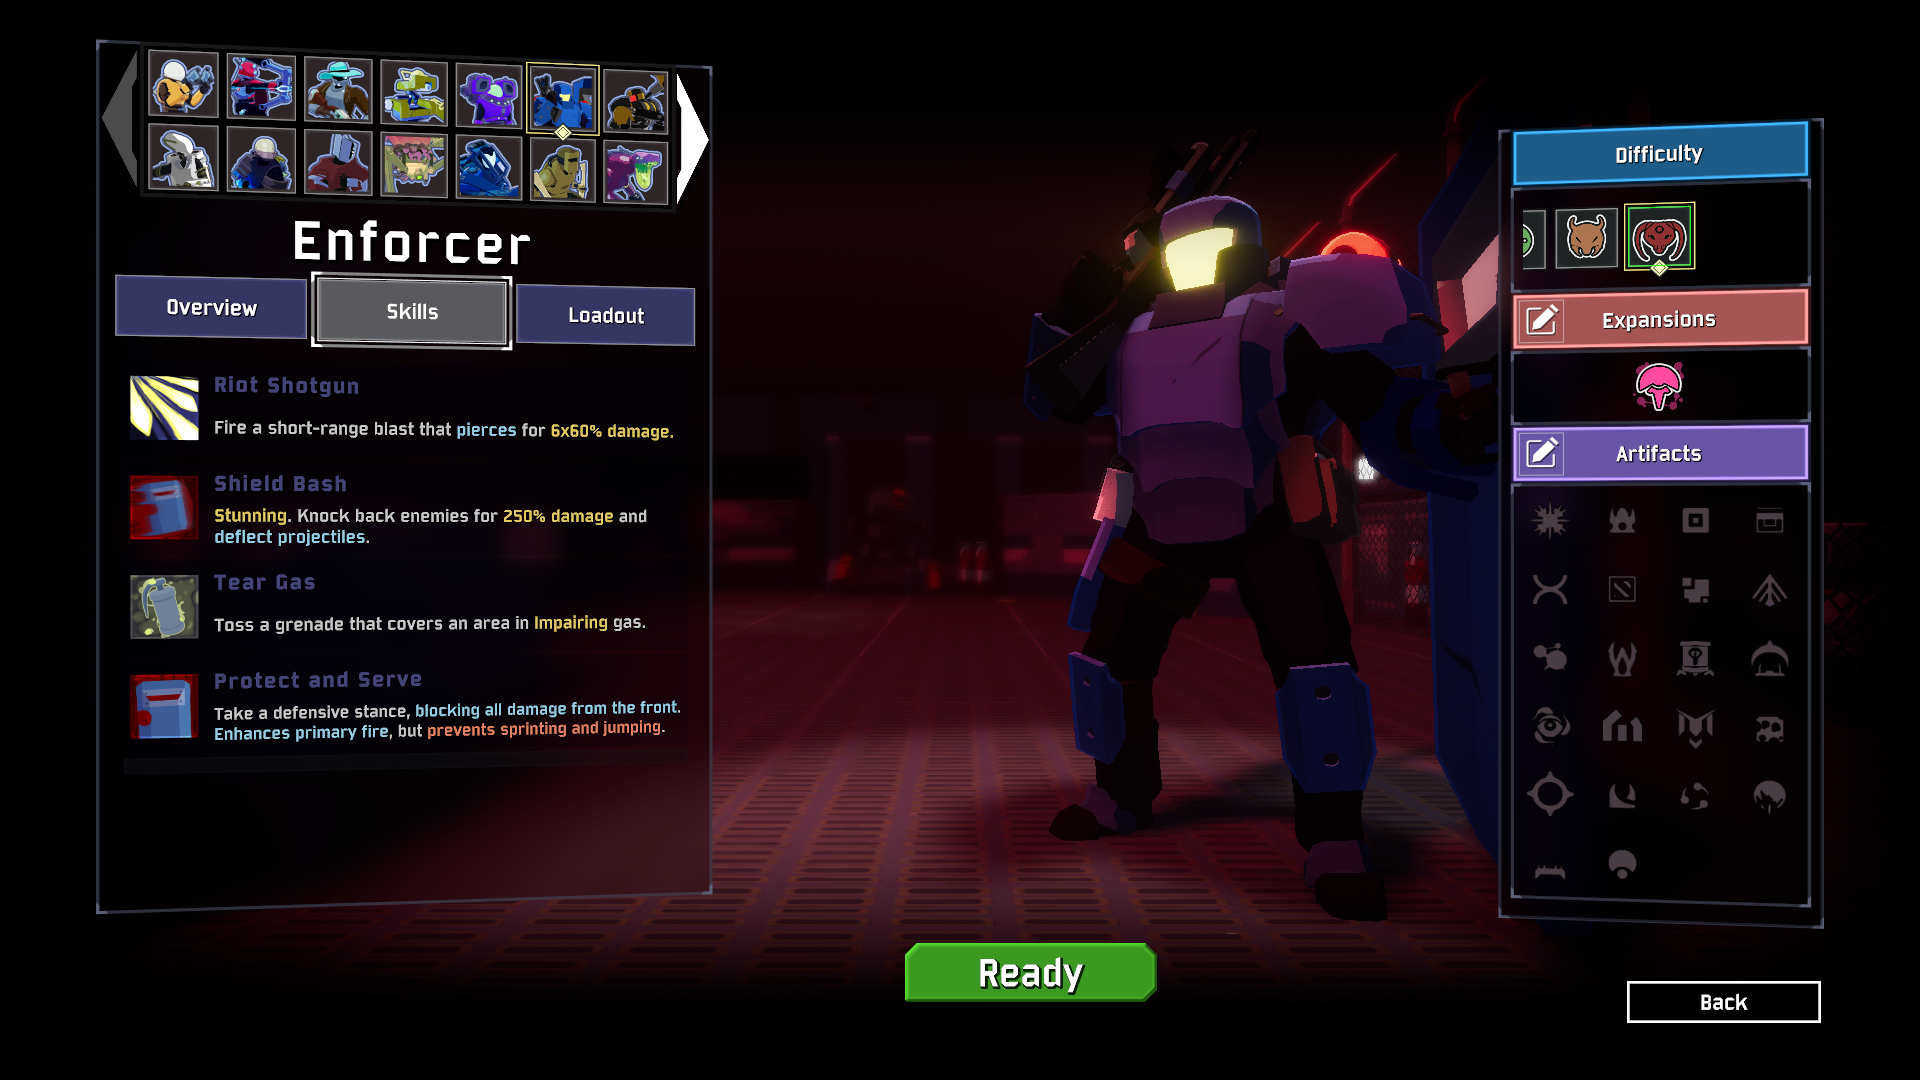 Enforcer
Overview
Skills
Loadout
Riot Shotgun
Fire a short-range blast that pierces for 6x60% damage.
Shield Bash
Stunning. Knock back enemies for 250% damage and
deflect projectiles.
Tear Gas
Toss a grenade that covers an area in Impairing gas.
Protect and Serve
Take a defensive stance, blocking all damage from the front.
Enhances primary fire, but prevents sprinting and jumping.
Difficulty
Expansions
Artifacts
Ready
Back